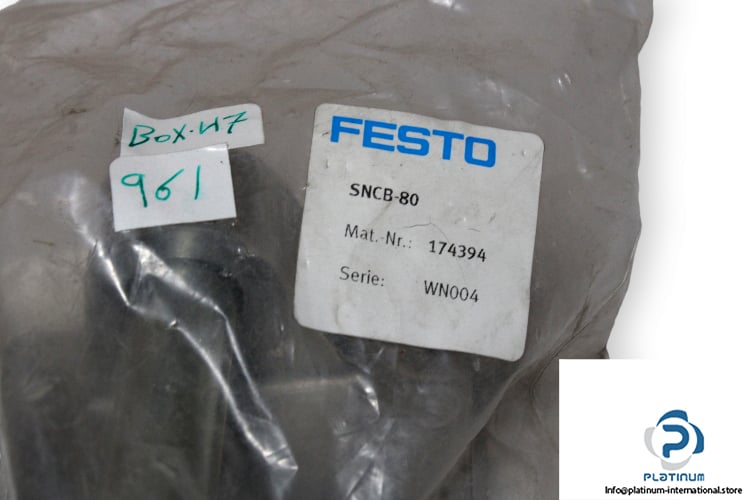 BOX.47
961
FESTO
SNCB-80
Mat.-Nr.: 174394
Serie: WN004
PLATINUM
Info@platinum-international.store